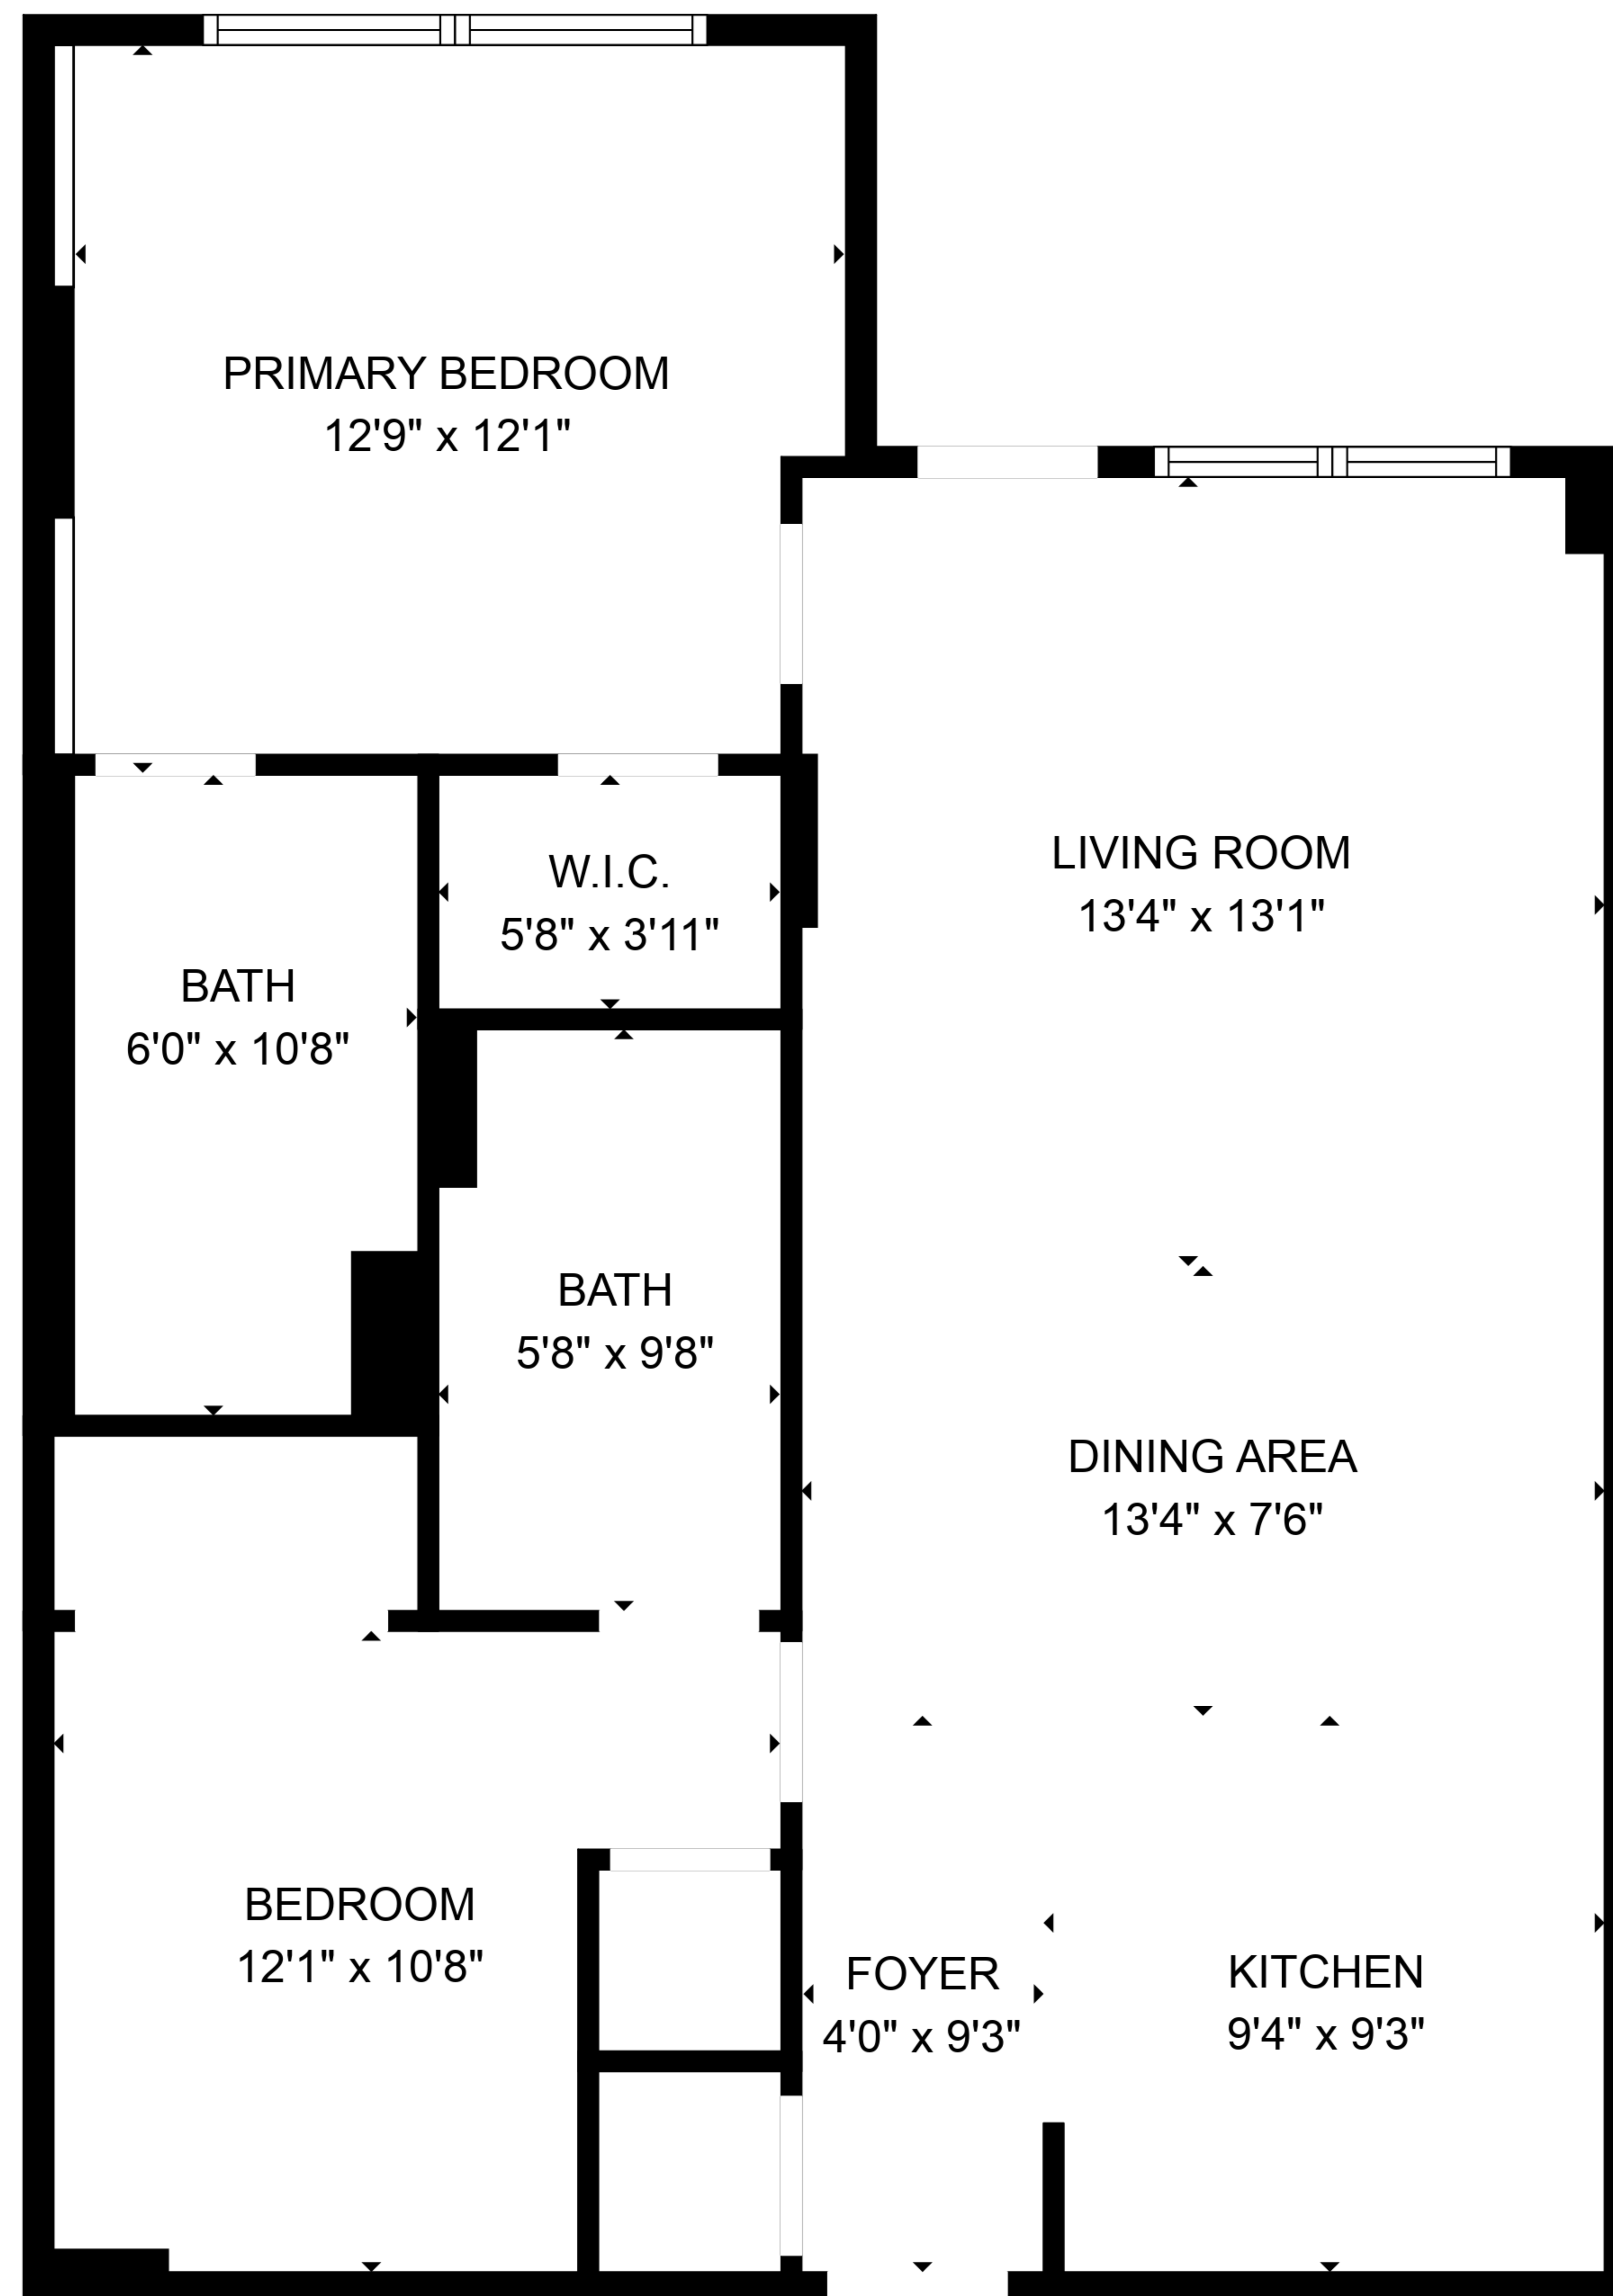 PRIMARY BEDROOM
12'9" x 12'1"
LIVING ROOM
13'4" x 13'1"
W.I.C.
5'8" x 3'11"
BATH
6'0" x 10'8"
BATH
5'8" x 9'8"
DINING AREA
13'4" x 7'6"
BEDROOM
12'1" x 10'8"
FOYER
4'0" x 9'3"
KITCHEN
9'4" x 9'3"